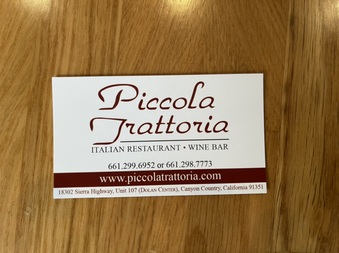 Piccola
Trattoria
ITALIAN RESTAURANT • WINE BAR
661.299.6952 or 661.298.7773
www.piccolatrattoria.com
18302 Sierra Highway, Unit 107 (Dolan Center), Canyon Country, California 91351